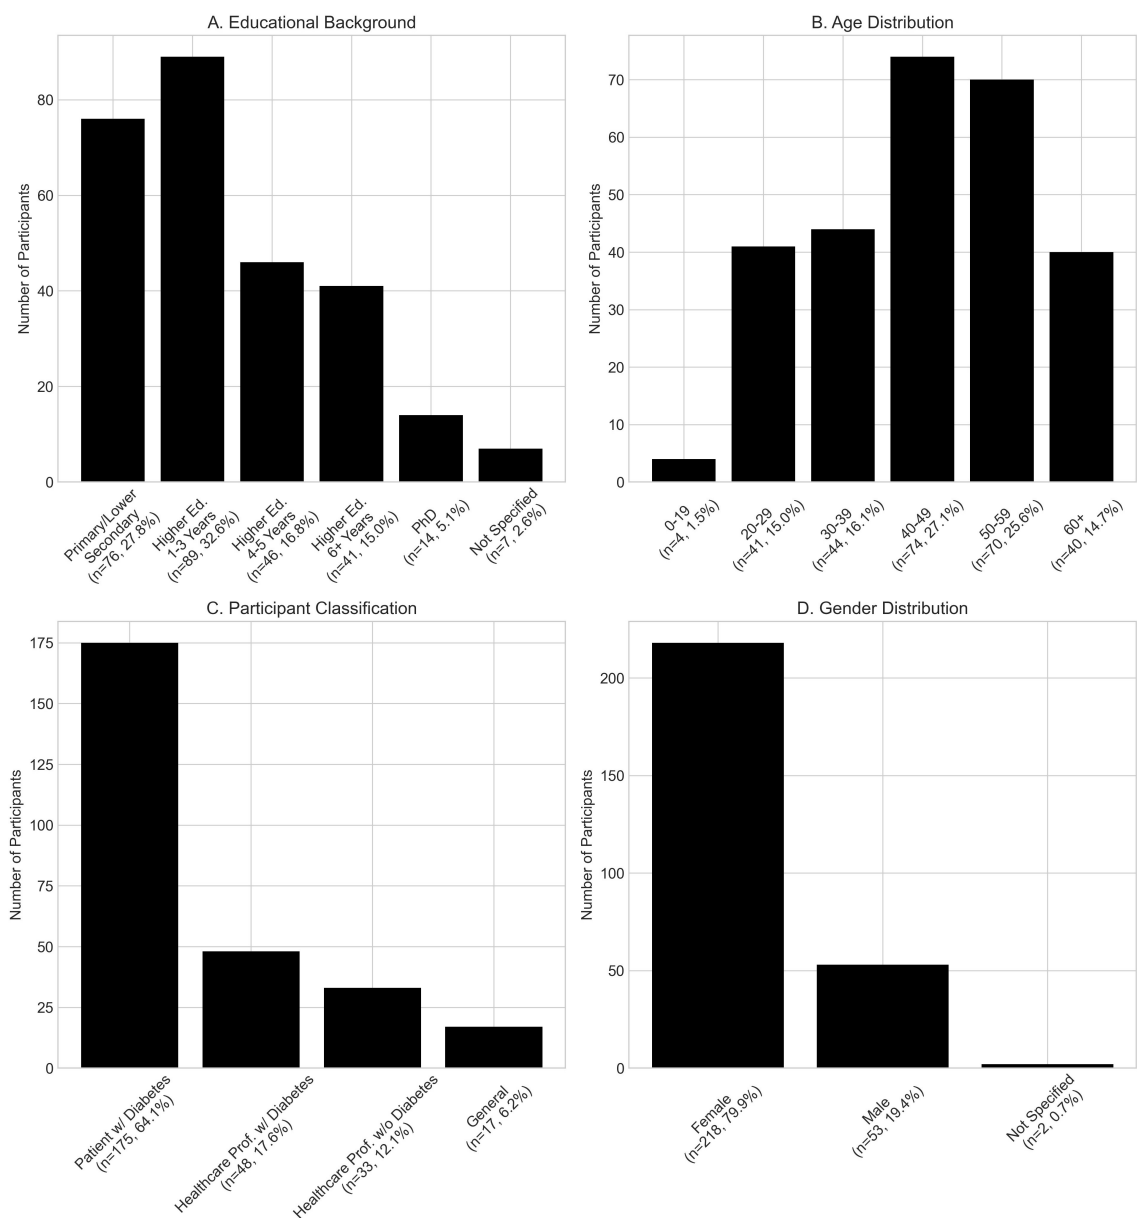 A. Educational Background
Number of Participants
80
60
40
20
0
Primary/Lower
Secondary
(n=76, 27.8%)
Higher Ed.
1-3 Years
(n=89, 32.6%)
Higher Ed.
4-5 Years
(n=46, 16.8%)
Higher Ed.
6+ Years
(n=41, 15.0%)
PhD
(n=14, 5.1%)
Not Specified
(n=7, 2.6%)
B. Age Distribution
Number of Participants
70
60
50
40
30
20
10
0
0-19
(n=4, 1.5%)
20-29
(n=41, 15.0%)
30-39
(n=44, 16.1%)
40-49
(n=74, 27.1%)
50-59
(n=70, 25.6%)
60+
(n=40, 14.7%)
C. Participant Classification
Number of Participants
175
150
125
100
75
50
25
0
Patient w/ Diabetes
(n=175, 64.1%)
Healthcare Prof. w/ Diabetes
(n=48, 17.6%)
Healthcare Prof. w/o Diabetes
(n=33, 12.1%)
General
(n=17, 6.2%)
D. Gender Distribution
Number of Participants
200
150
100
50
0
Female
(n=218, 79.9%)
Male
(n=53, 19.4%)
Not Specified
(n=2, 0.7%)